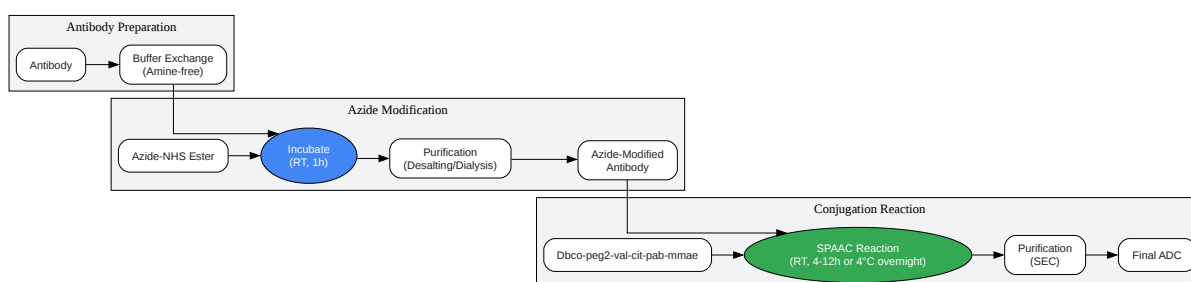 Antibody Preparation
Antibody
Buffer Exchange
(Amine-free)
Azide Modification
Azide-NHS Ester
Incubate
(RT, 1h)
Purification
(Desalting/Dialysis)
Azide-Modified
Antibody
Conjugation Reaction
Dbco-peg2-val-cit-pab-mmae
SPAAC Reaction
(RT, 4-12h or 4°C overnight)
Purification
(SEC)
Final ADC